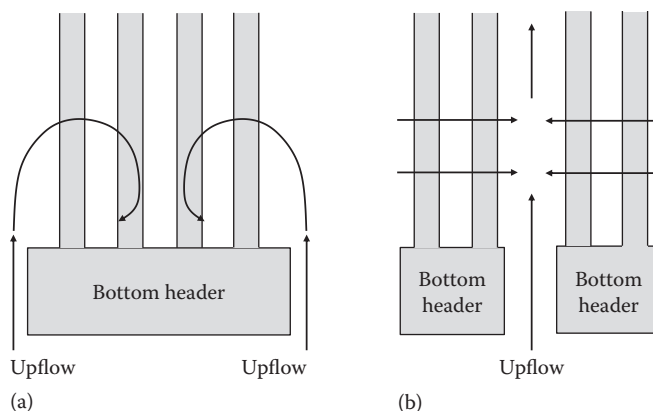 Bottom header
Bottom
header
Bottom
header
Upflow
Upflow
Upflow
(a)
(b)